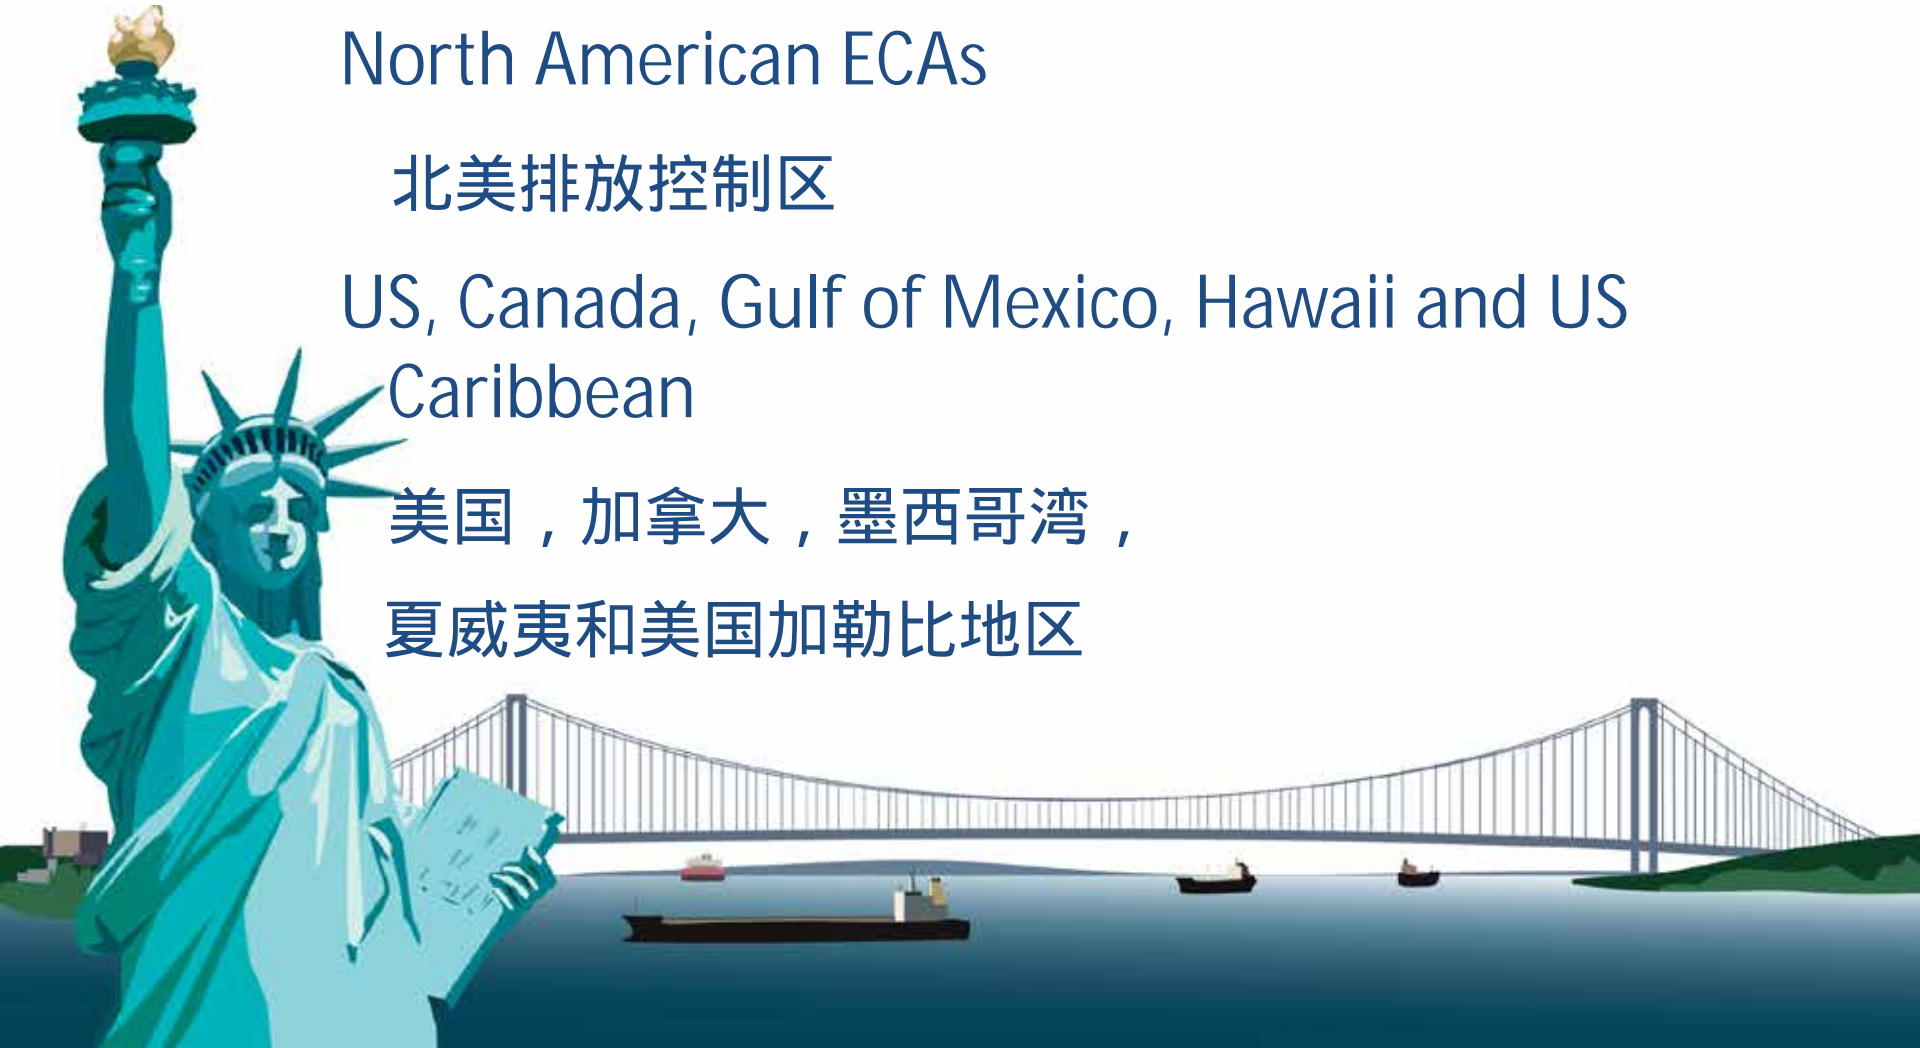 North American ECAs
北美排放控制区
US, Canada, Gulf of Mexico, Hawaii and US
Caribbean
美国，加拿大，墨西哥湾，
夏威夷和美国加勒比地区